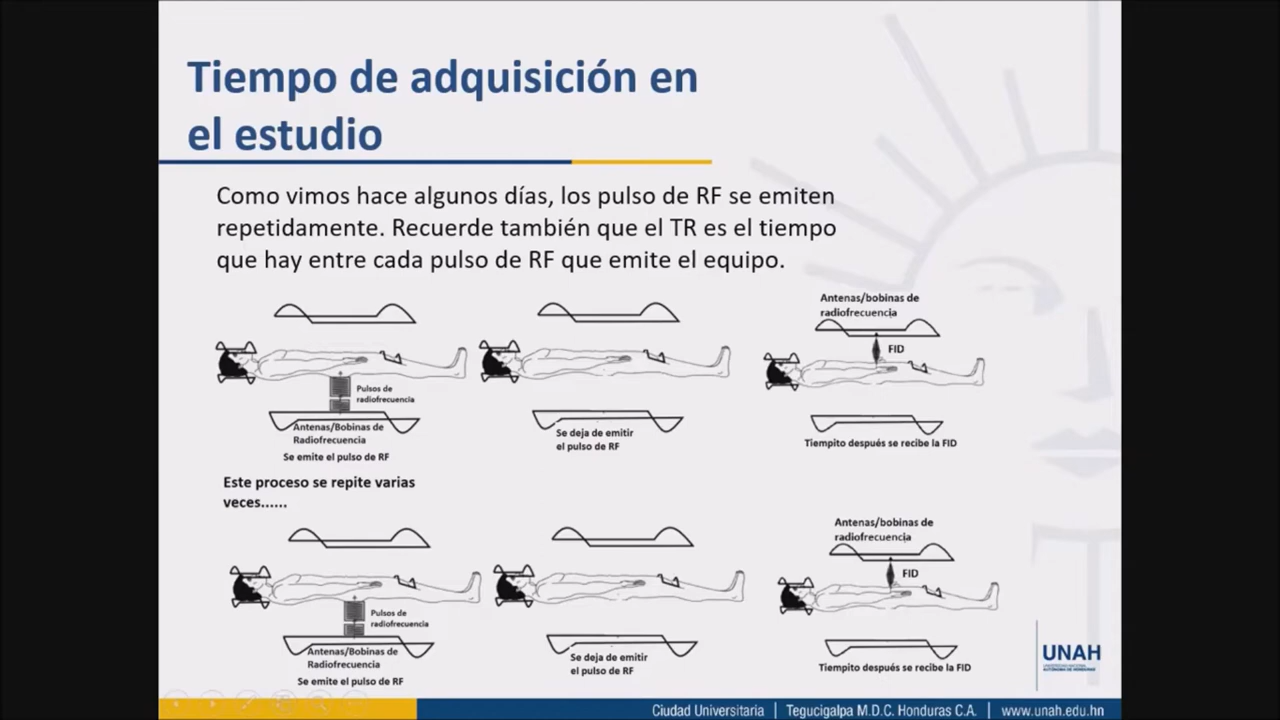 Tiempo de adquisición en
el estudio
Como vimos hace algunos días, los pulso de RF se emiten
repetidamente. Recuerde también que el TR es el tiempo
que hay entre cada pulso de RF que emite el equipo.
Pulsos de
radiofrecuencia
Antenas/Bobinas de
Radiofrecuencia
Se emite el pulso de RF
Se deja de emitir
el pulso de RF
Antenas/bobinas de
radiofrecuencia
FID
Tiempito después se recibe la FID
Este proceso se repite varias
veces......
Pulsos de
radiofrecuencia
Antenas/Bobinas de
Radiofrecuencia
Se emite el pulso de RF
Se deja de emitir
el pulso de RF
Antenas/bobinas de
radiofrecuencia
FID
Tiempito después se recibe la FID
UNAH
UNIVERSIDAD NACIONAL
AUTÓNOMA DE HONDURAS
Ciudad Universitaria | Tegucigalpa M.D.C. Honduras C.A. | www.unah.edu.hn